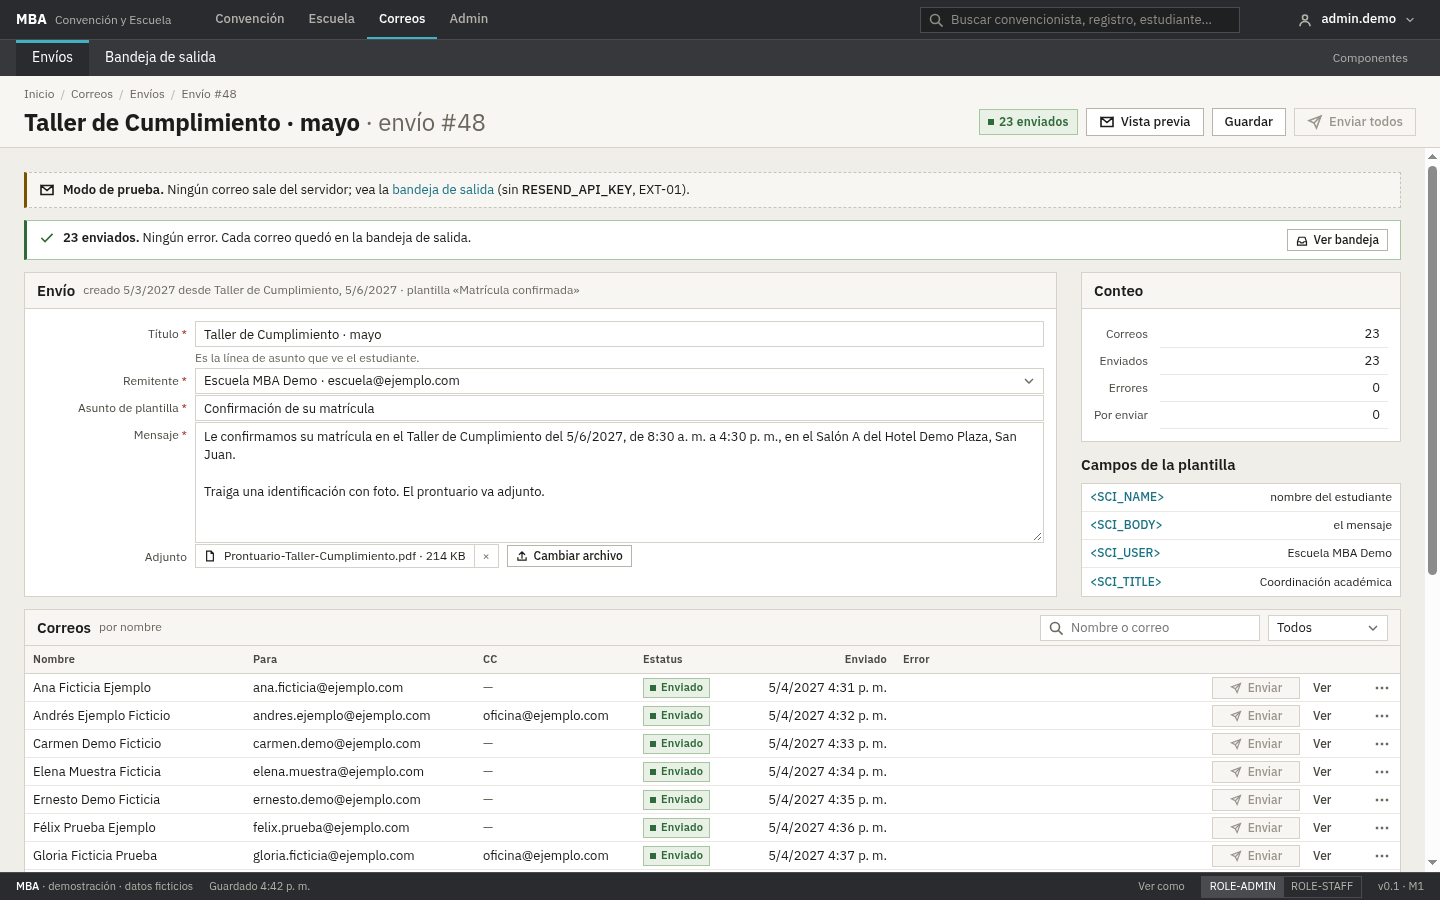 MBA Convención y Escuela Convención Escuela Correos Admin Buscar convencionista, registro, estudiante... admin.demo
Envíos Bandeja de salida Componentes
Inicio / Correos / Envíos / Envío #48
Taller de Cumplimiento · mayo · envío #48 23 enviados Vista previa Guardar Enviar todos
Modo de prueba. Ningún correo sale del servidor; vea la bandeja de salida (sin RESEND_API_KEY, EXT-01).
23 enviados. Ningún error. Cada correo quedó en la bandeja de salida. Ver bandeja
Envío creado 5/3/2027 desde Taller de Cumplimiento, 5/6/2027 · plantilla «Matrícula confirmada»
Título * Taller de Cumplimiento · mayo
Es la línea de asunto que ve el estudiante.
Remitente * Escuela MBA Demo · escuela@ejemplo.com
Asunto de plantilla * Confirmación de su matrícula
Mensaje * Le confirmamos su matrícula en el Taller de Cumplimiento del 5/6/2027, de 8:30 a. m. a 4:30 p. m., en el Salón A del Hotel Demo Plaza, San
Juan.
Traiga una identificación con foto. El prontuario va adjunto.
Adjunto Prontuario-Taller-Cumplimiento.pdf · 214 KB × Cambiar archivo
Conteo
Correos 23
Enviados 23
Errores 0
Por enviar 0
Campos de la plantilla
<SCI_NAME> nombre del estudiante
<SCI_BODY> el mensaje
<SCI_USER> Escuela MBA Demo
<SCI_TITLE> Coordinación académica
Correos por nombre Nombre o correo Todos
Nombre Para CC Estatus Enviado Error
Ana Ficticia Ejemplo ana.ficticia@ejemplo.com — Enviado 5/4/2027 4:31 p. m. Enviar Ver ...
Andrés Ejemplo Ficticio andres.ejemplo@ejemplo.com oficina@ejemplo.com Enviado 5/4/2027 4:32 p. m. Enviar Ver ...
Carmen Demo Ficticio carmen.demo@ejemplo.com — Enviado 5/4/2027 4:33 p. m. Enviar Ver ...
Elena Muestra Ficticia elena.muestra@ejemplo.com — Enviado 5/4/2027 4:34 p. m. Enviar Ver ...
Ernesto Demo Ficticia ernesto.demo@ejemplo.com — Enviado 5/4/2027 4:35 p. m. Enviar Ver ...
Félix Prueba Ejemplo felix.prueba@ejemplo.com — Enviado 5/4/2027 4:36 p. m. Enviar Ver ...
Gloria Ficticia Prueba gloria.ficticia@ejemplo.com oficina@ejemplo.com Enviado 5/4/2027 4:37 p. m. Enviar Ver ...
MBA · demostración · datos ficticios Guardado 4:42 p. m. Ver como ROLE-ADMIN ROLE-STAFF v0.1 · M1